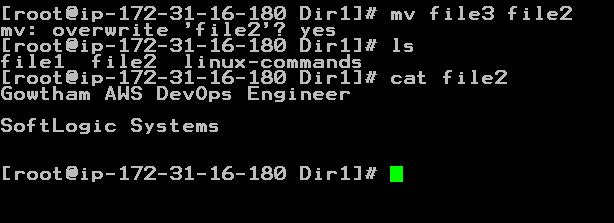 [root@ip-172-31-16-180 Dir1]# mv file3 file2
mv: overwrite 'file2'? yes
[root@ip-172-31-16-180 Dir1]# ls
file1  file2  linux-commands
[root@ip-172-31-16-180 Dir1]# cat file2
Gowtham AWS DevOps Engineer
SoftLogic Systems
[root@ip-172-31-16-180 Dir1]#